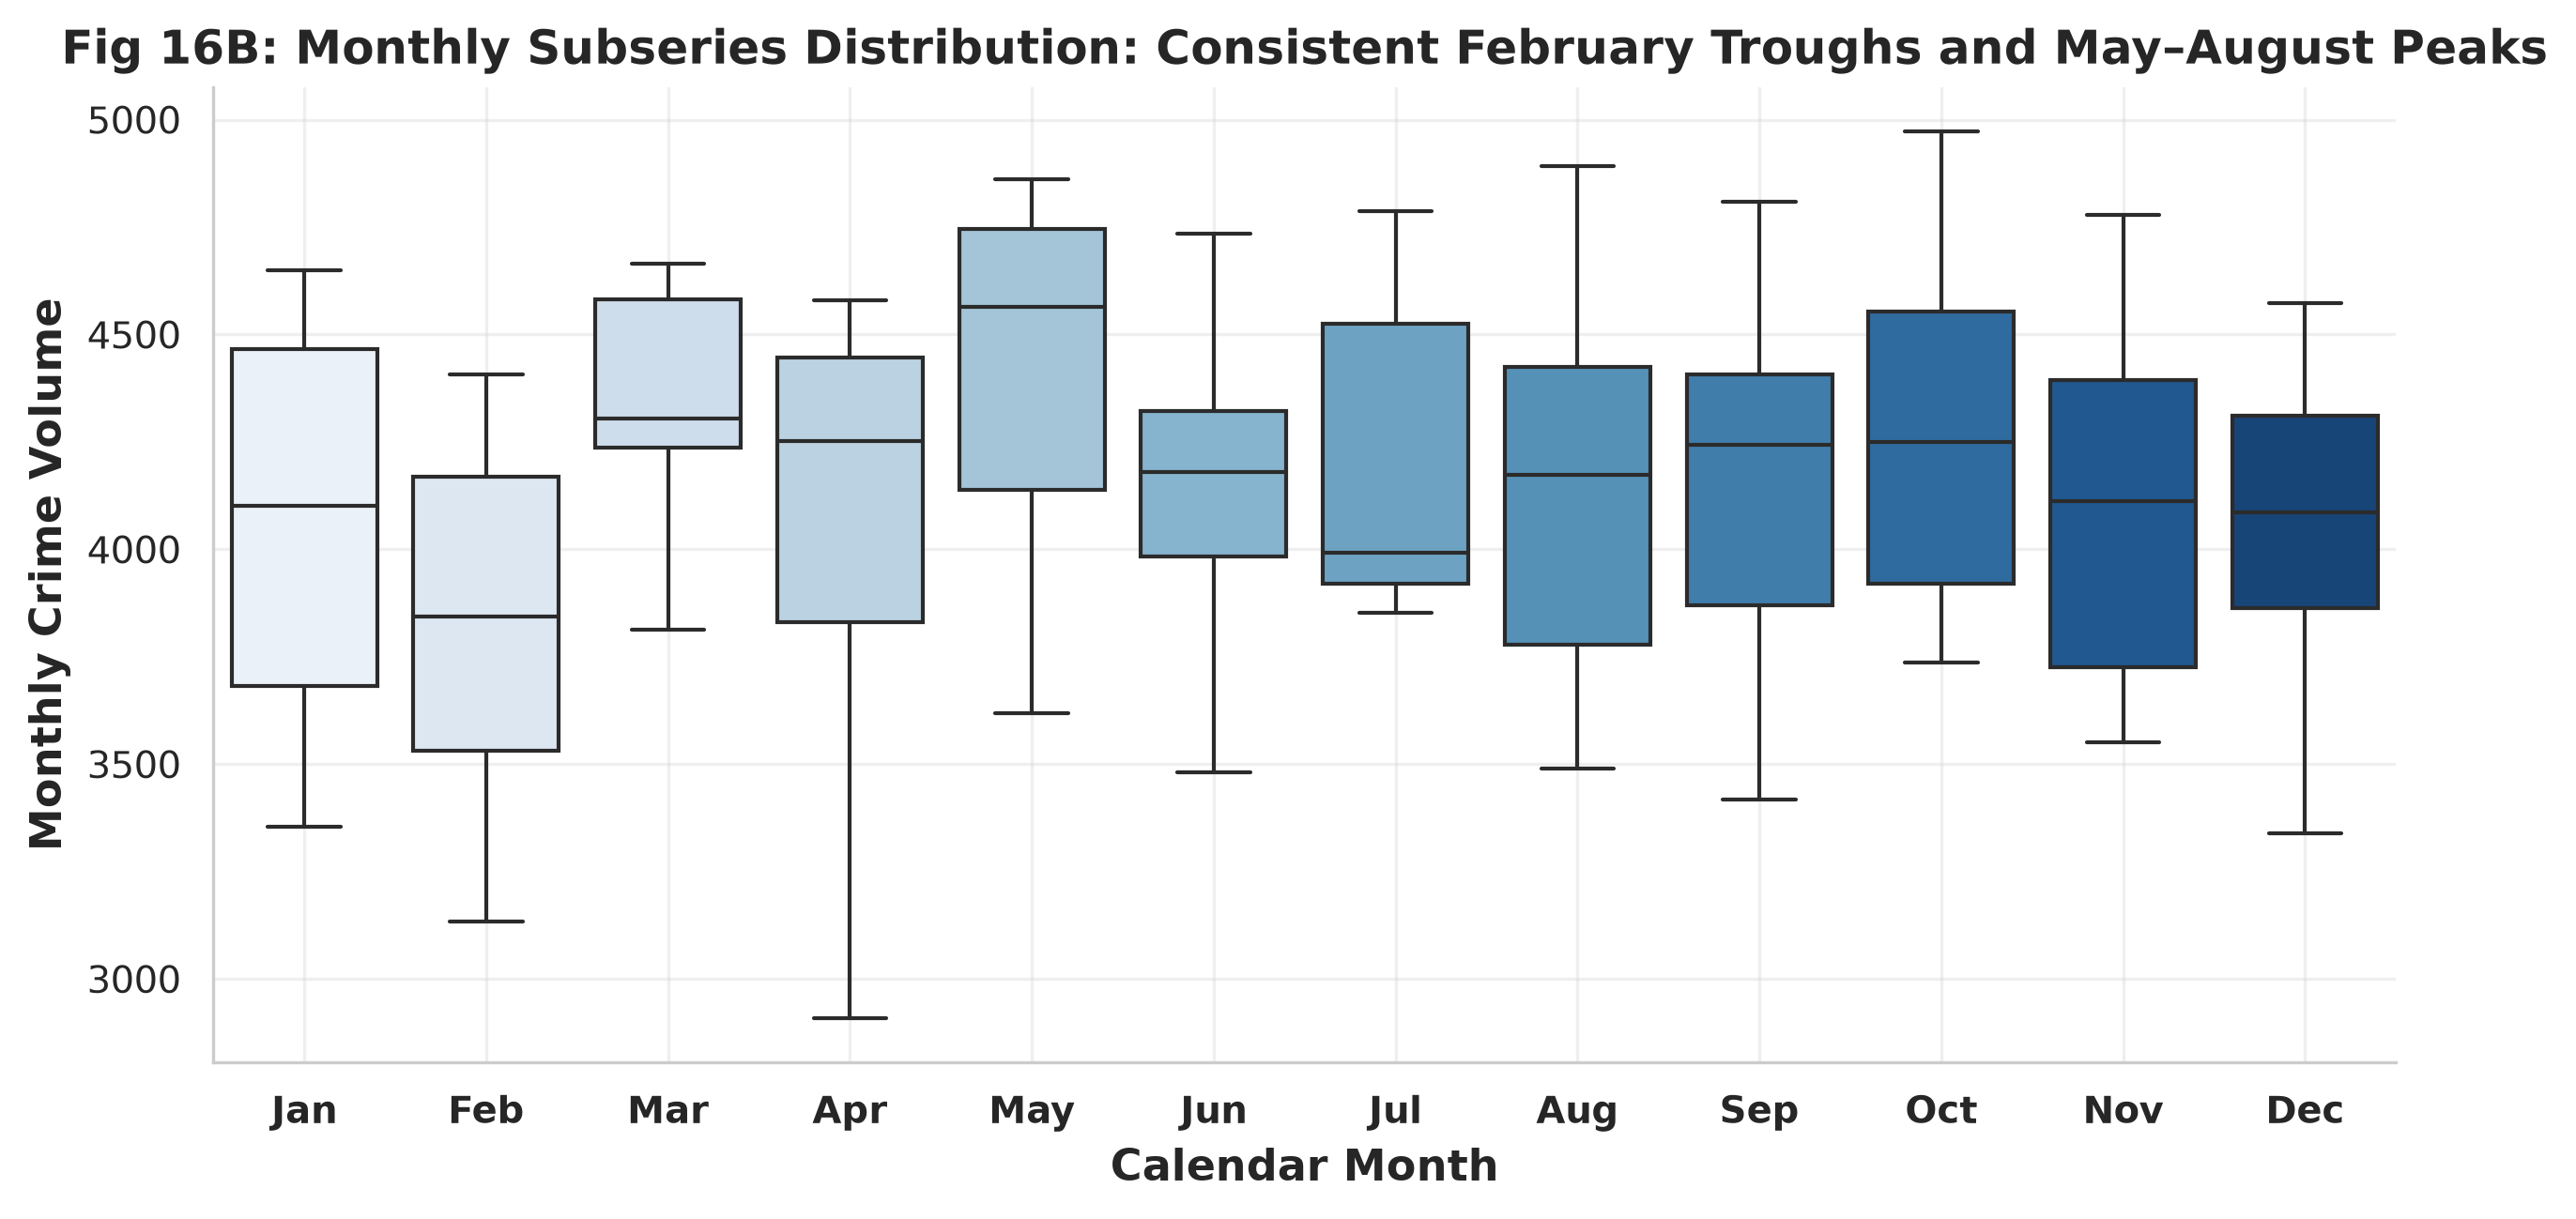 Fig 16B: Monthly Subseries Distribution: Consistent February Troughs and May–August Peaks
Monthly Crime Volume
5000
4500
4000
3500
3000
Jan Feb Mar Apr May Jun Jul Aug Sep Oct Nov Dec
Calendar Month